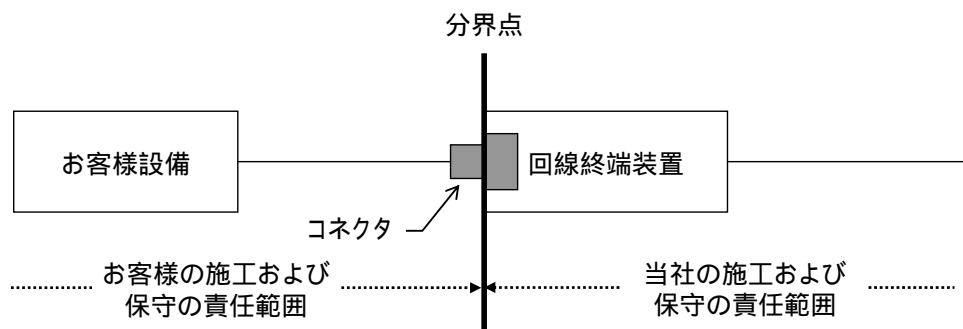 分界点
お客様設備
回線終端装置
コネクタ
お客様の施工および
保守の責任範囲
当社の施工および
保守の責任範囲